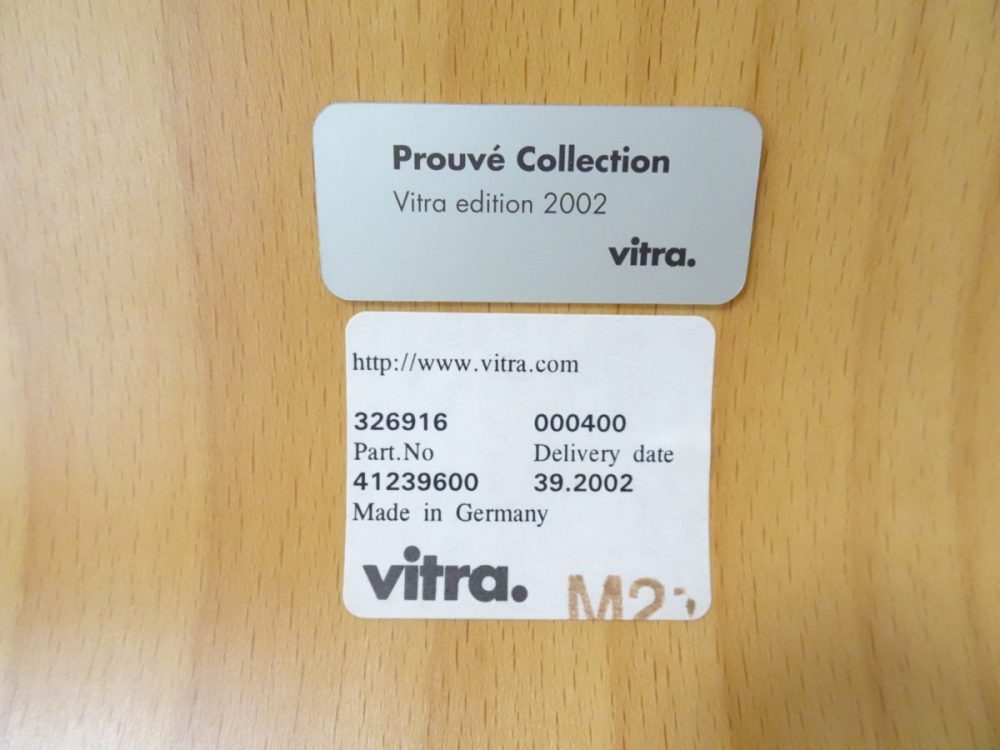 Prouvé Collection
Vitra edition 2002
vitra.
http://www.vitra.com
326916 000400
Part.No Delivery date
41239600 39.2002
Made in Germany
vitra.